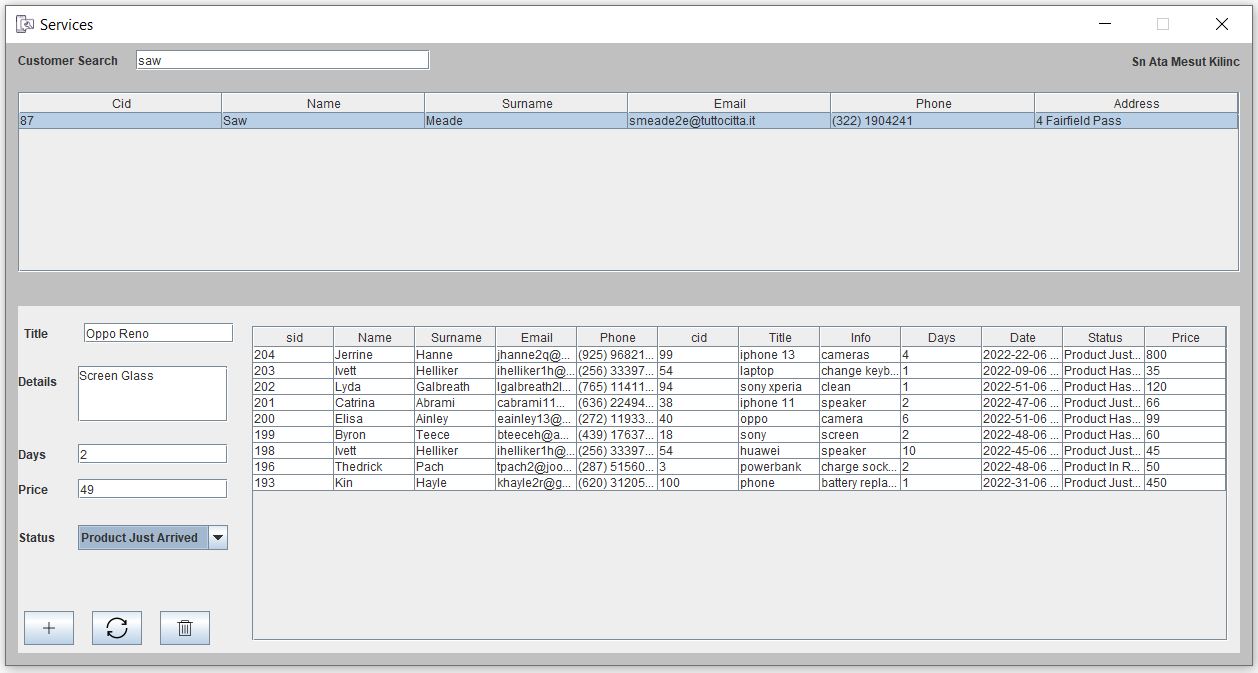 Services
Customer Search saw Sn Ata Mesut Kilinc
Cid Name Surname Email Phone Address
87 Saw Meade smeade2e@tuttocitta.it (322) 1904241 4 Fairfield Pass
Title Oppo Reno
Details Screen Glass
Days 2
Price 49
Status Product Just Arrived
sid Name Surname Email Phone cid Title Info Days Date Status Price
204 Jerrine Hanne jhanne2q@... (925) 96821... 99 iphone 13 cameras 4 2022-22-06 ... Product Just... 800
203 Ivett Helliker ihelliker1h@... (256) 33397... 54 laptop change keyb... 1 2022-09-06 ... Product Has... 35
202 Lyda Galbreath lgalbreath2l... (765) 11411... 94 sony xperia clean 1 2022-51-06 ... Product Has... 120
201 Catrina Abrami cabrami11... (636) 22494... 38 iphone 11 speaker 2 2022-47-06 ... Product Just... 66
200 Elisa Ainley eainley13@... (272) 11933... 40 oppo camera 6 2022-51-06 ... Product Has... 99
199 Byron Teece bteeceh@a... (439) 17637... 18 sony screen 2 2022-48-06 ... Product Has... 60
198 Ivett Helliker ihelliker1h@... (256) 33397... 54 huawei speaker 10 2022-45-06 ... Product Just... 45
196 Thedrick Pach tpach2@joo... (287) 51560... 3 powerbank charge sock... 2 2022-48-06 ... Product In R... 50
193 Kin Hayle khayle2r@g... (620) 31205... 100 phone battery repla... 1 2022-31-06 ... Product Just... 450